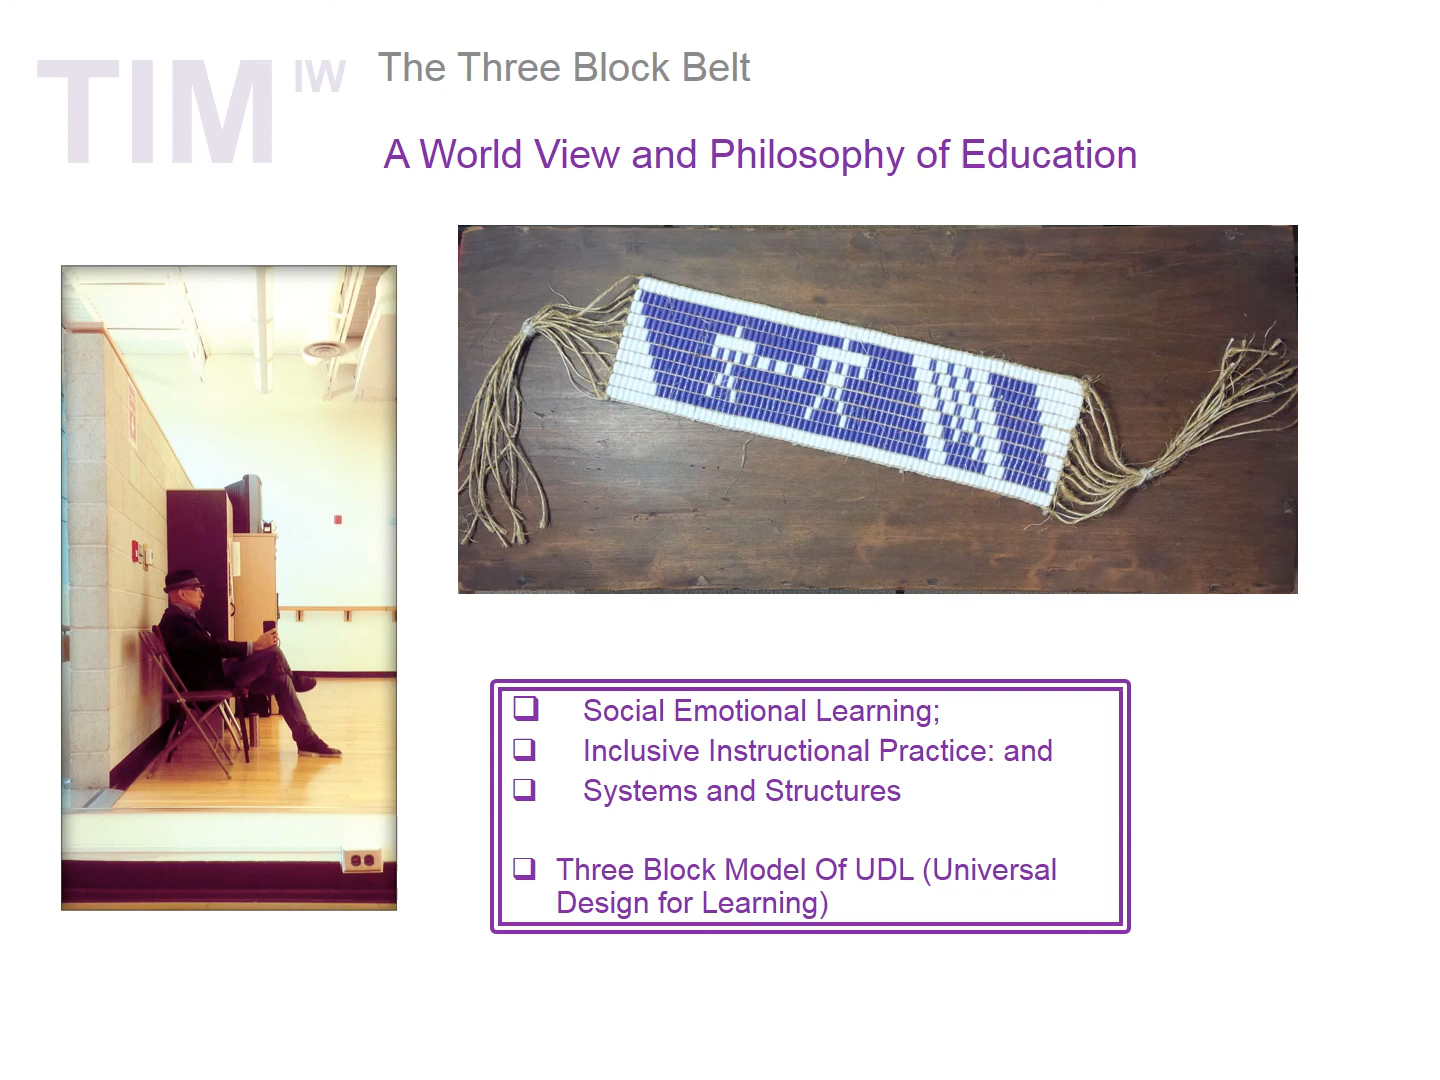 TIM IW
The Three Block Belt
A World View and Philosophy of Education
Social Emotional Learning;
Inclusive Instructional Practice: and
Systems and Structures
Three Block Model Of UDL (Universal
Design for Learning)